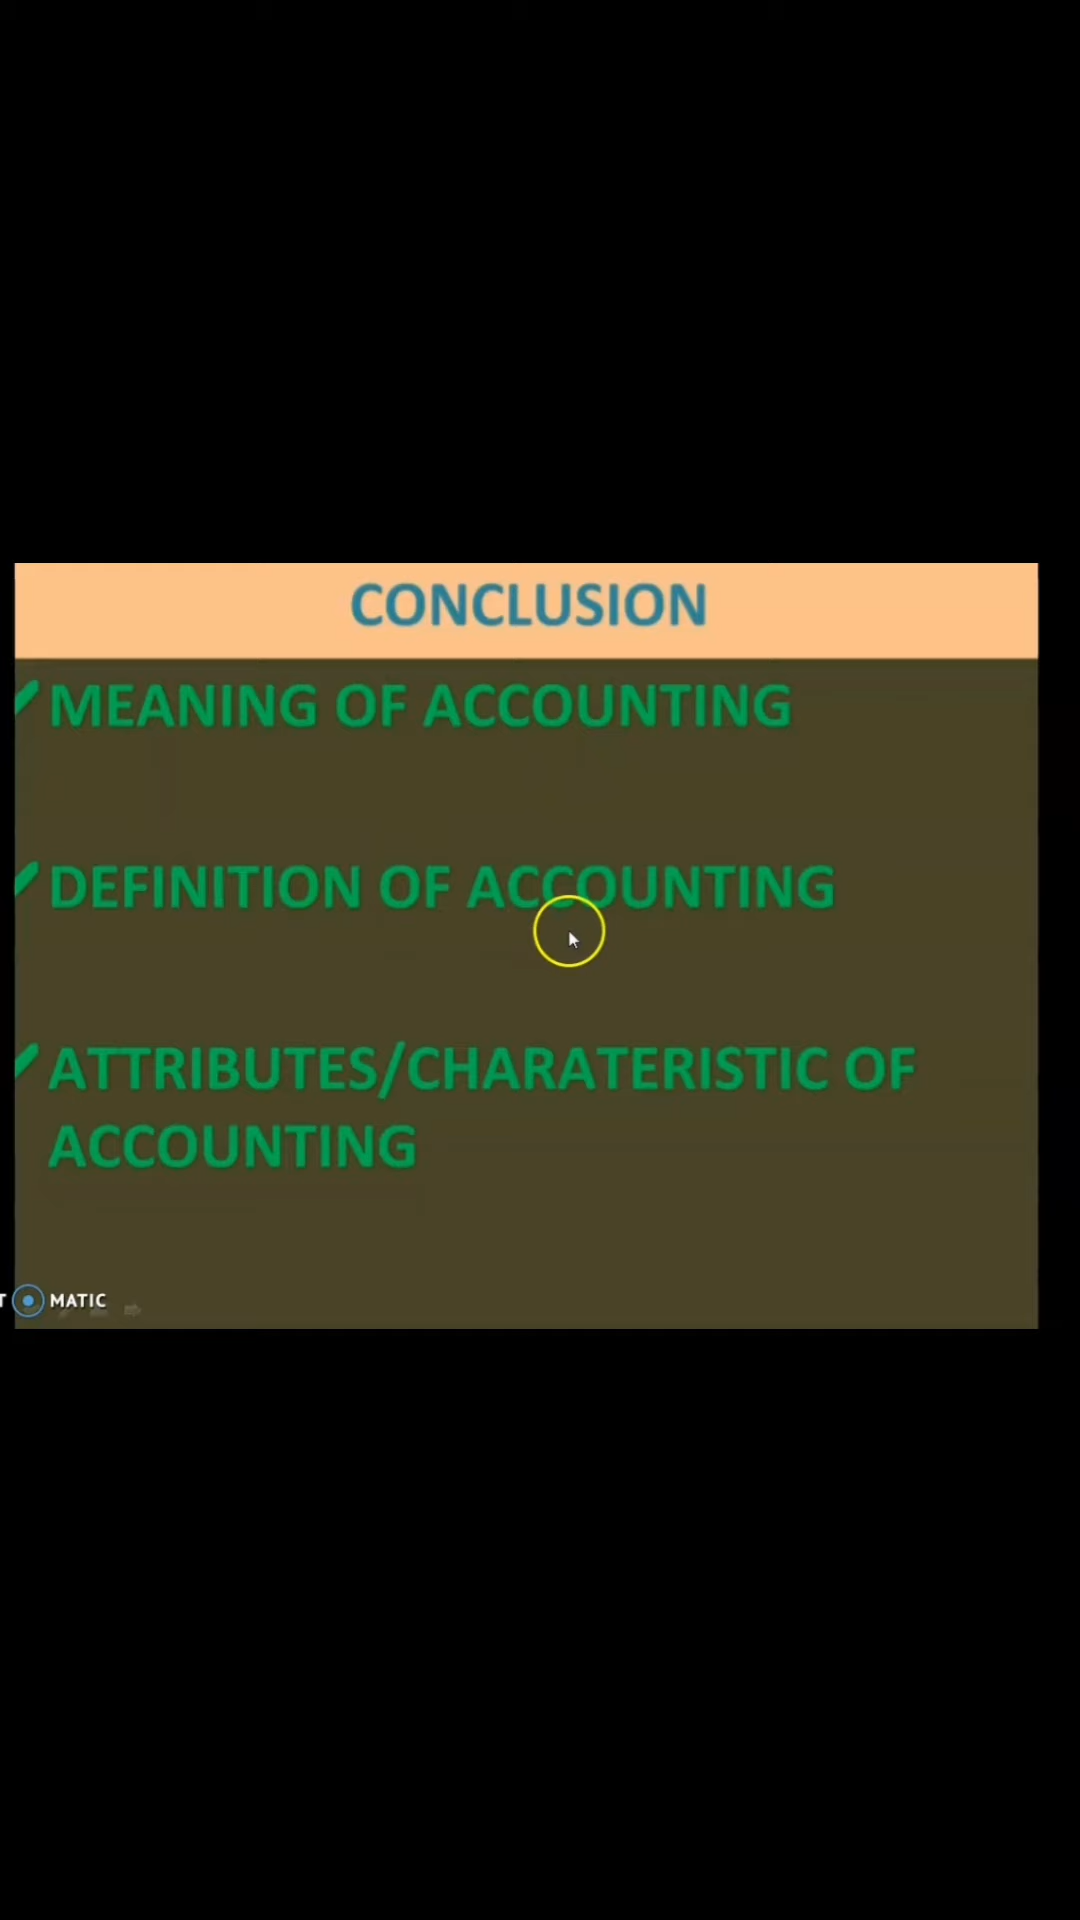 CONCLUSION
MEANING OF ACCOUNTING
DEFINITION OF ACCOUNTING
ATTRIBUTES/CHARATERISTIC OF
ACCOUNTING
T MATIC